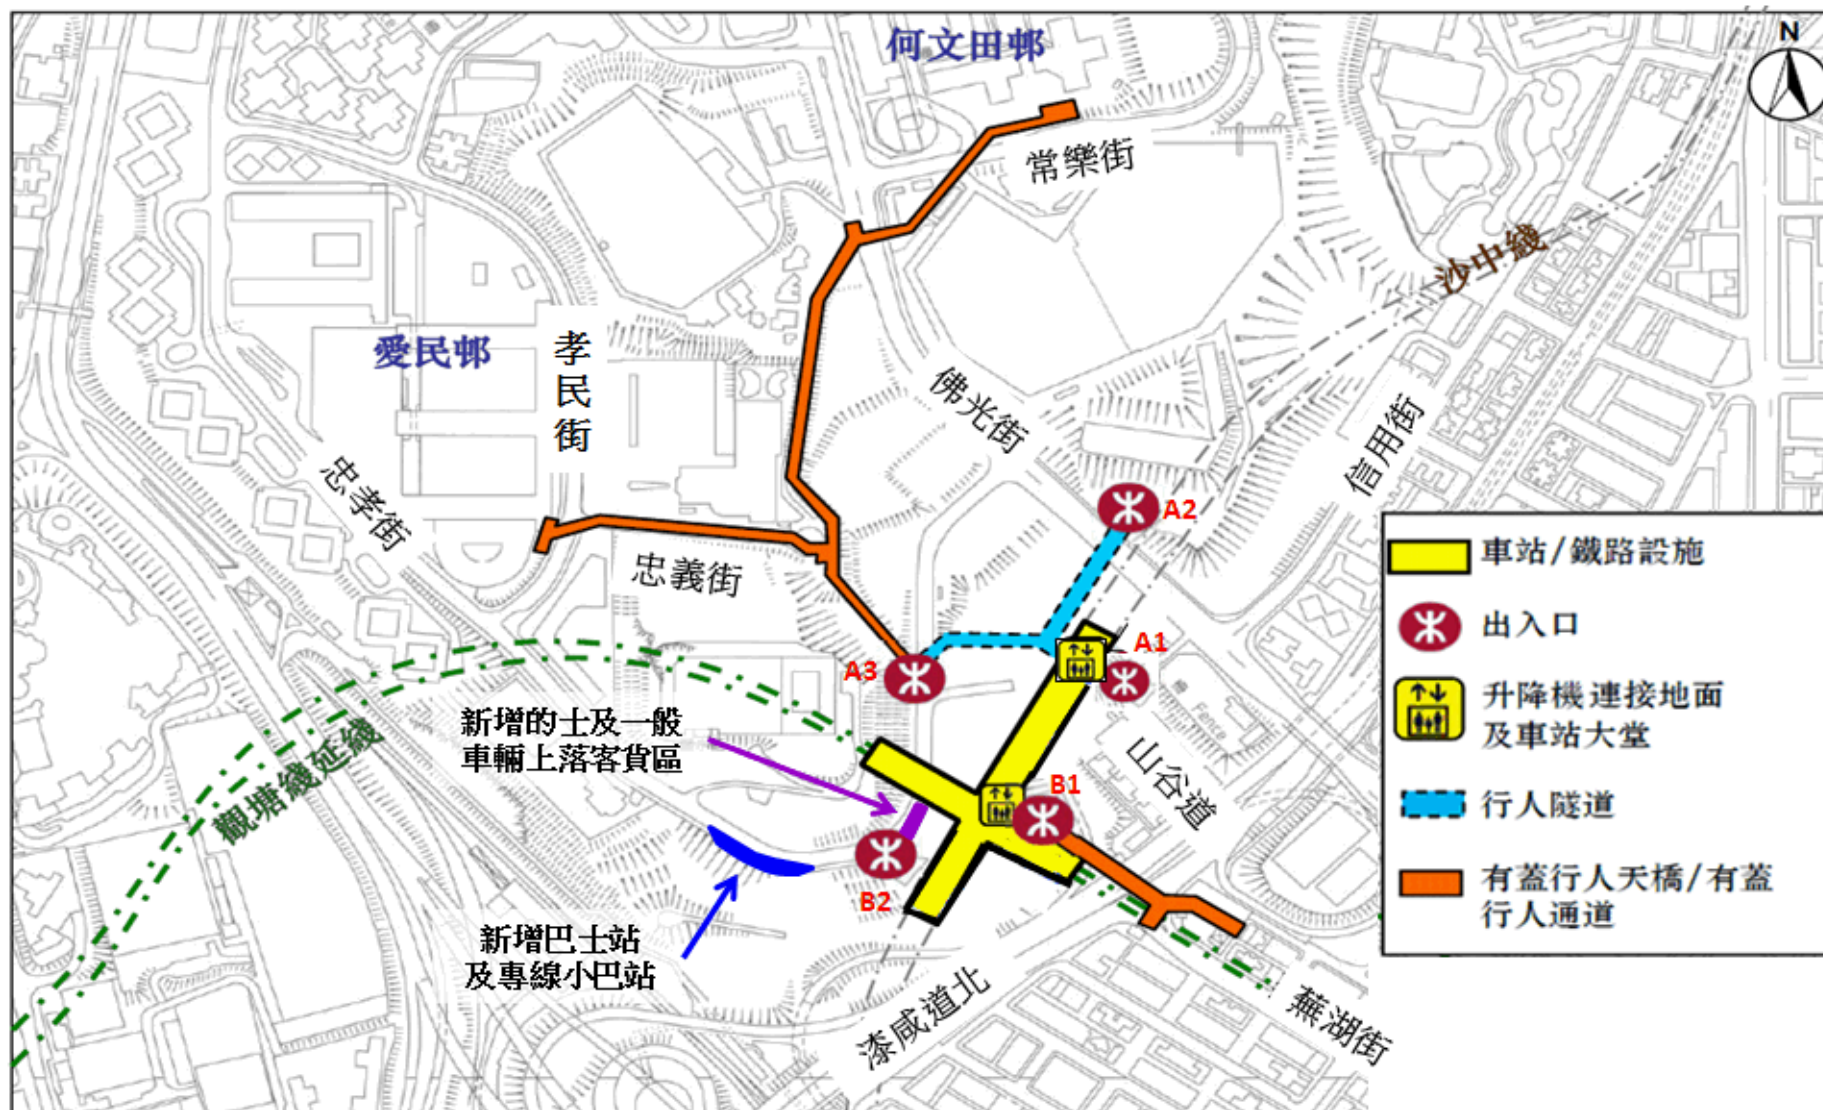 何文田邨
N
常樂街
沙中綫
愛民邨
孝民街
佛光街
信用街
忠孝街
A2
忠義街
A1
A3
新增的士及一般
車輛上落客貨區
觀塘綫延綫
山谷道
B1
B2
新增巴士站
及專線小巴站
漆咸道北
蕪湖街
車站/鐵路設施
出入口
升降機連接地面
及車站大堂
行人隧道
有蓋行人天橋/有蓋
行人通道